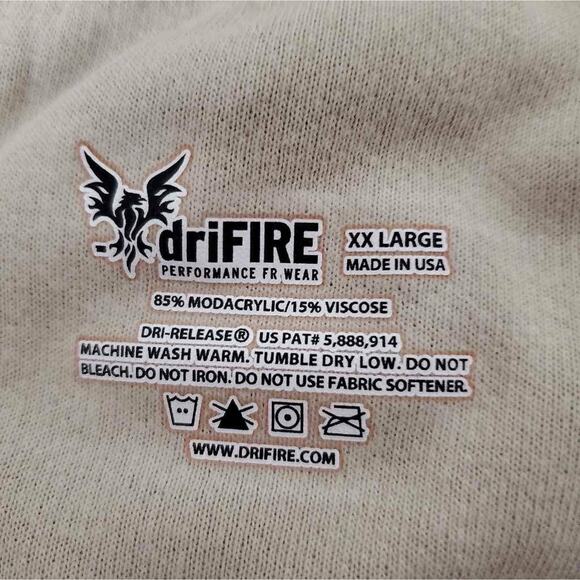 driFIRE
PERFORMANCE FR WEAR
XX LARGE
MADE IN USA
85% MODACRYLIC/15% VISCOSE
DRI-RELEASE® US PAT# 5,888,914
MACHINE WASH WARM. TUMBLE DRY LOW. DO NOT
BLEACH. DO NOT IRON. DO NOT USE FABRIC SOFTENER.
WWW.DRIFIRE.COM